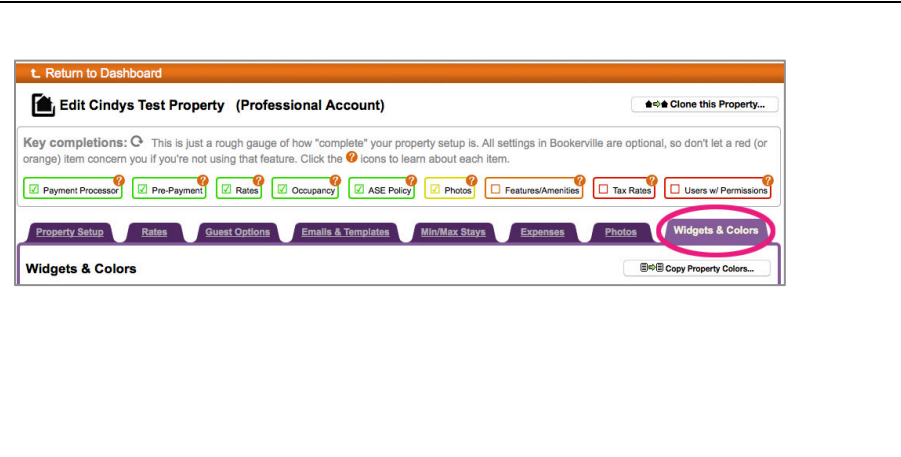 Return to Dashboard
Edit Cindys Test Property (Professional Account)
Clone this Property...
Key completions: This is just a rough gauge of how "complete" your property setup is. All settings in Bookerville are optional, so don't let a red (or
orange) item concern you if you're not using that feature. Click the ? icons to learn about each item.
Payment Processor ? Pre-Payment ? Rates ? Occupancy ? ASE Policy ? Photos ? Features/Amenities ? Tax Rates ? Users w/ Permissions ?
Property Setup Rates Guest Options Emails & Templates Min/Max Stays Expenses Photos Widgets & Colors
Widgets & Colors
Copy Property Colors...